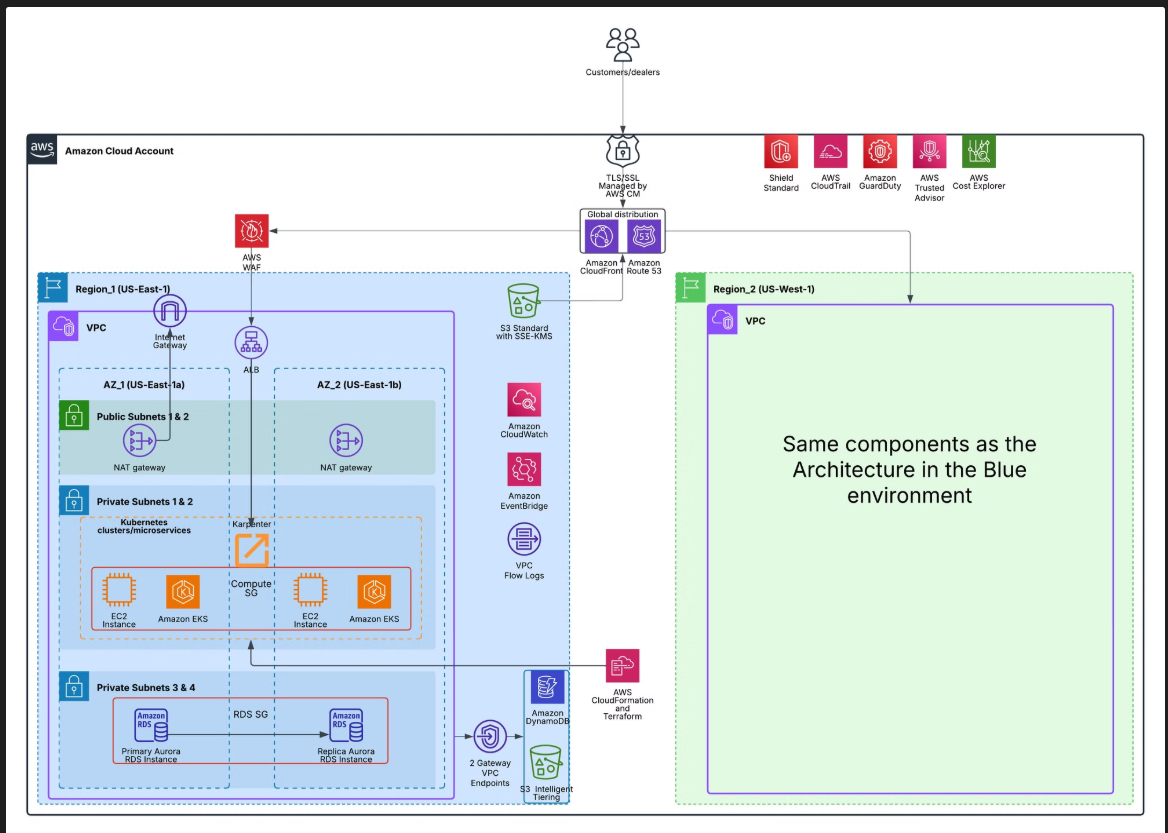 Customers/dealers
aws
Amazon Cloud Account
TLS/SSL
Managed by
AWS CM
Shield
Standard
AWS
CloudTrail
Amazon
GuardDuty
AWS
Trusted
Advisor
AWS
Cost Explorer
Global distribution
53
Amazon
CloudFront
Amazon
Route 53
AWS
WAF
Region_1 (US-East-1)
Internet
Gateway
VPC
ALB
S3 Standard
with SSE-KMS
AZ_1 (US-East-1a)
AZ_2 (US-East-1b)
Public Subnets 1 & 2
NAT gateway
NAT gateway
Amazon
CloudWatch
Amazon
EventBridge
VPC
Flow Logs
Private Subnets 1 & 2
Kubernetes
clusters/microservices
Karpenter
Compute
SG
EC2
Instance
K
Amazon EKS
EC2
Instance
K
Amazon EKS
AWS
CloudFormation
and
Terraform
Private Subnets 3 & 4
RDS SG
Amazon
RDS
Primary Aurora
RDS Instance
Amazon
RDS
Replica Aurora
RDS Instance
2 Gateway
VPC
Endpoints
Amazon
DynamoDB
S3 Intelligent
Tiering
Region_2 (US-West-1)
VPC
Same components as the
Architecture in the Blue
environment